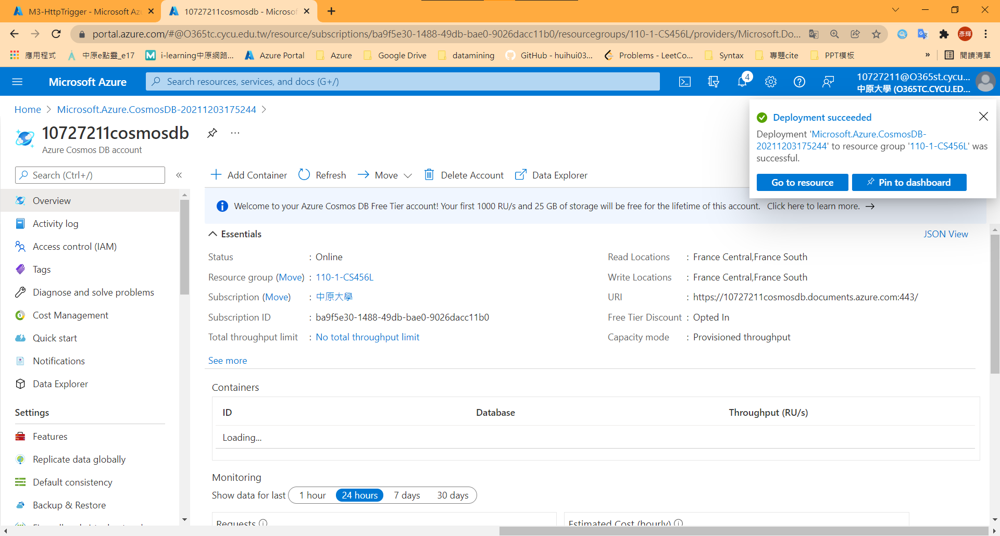 M3-HttpTrigger - Microsoft Az
10727211cosmosdb - Microsof
portal.azure.com/#@O365tc.cycu.edu.tw/resource/subscriptions/ba9f5e30-1488-49db-bae0-9026dacc11b0/resourcegroups/110-1-CS456L/providers/Microsoft.Do...
彥輝
應用程式
中原e點靈_e17
i-learning中原網路...
Azure Portal
Azure
Google Drive
datamining
GitHub - huihui03...
Problems - LeetCo...
Syntax
專題cite
PPT模板
»
閱讀清單
Microsoft Azure
Search resources, services, and docs (G+/)
4
10727211@O365st.cycu...
中原大學 (O365TC.CYCU.ED...
Home > Microsoft.Azure.CosmosDB-20211203175244 >
10727211cosmosdb
...
Azure Cosmos DB account
Deployment succeeded
Deployment 'Microsoft.Azure.CosmosDB-
20211203175244' to resource group '110-1-CS456L' was
successful.
Go to resource
Pin to dashboard
Search (Ctrl+/)
«
Add Container
Refresh
Move
Delete Account
Data Explorer
Overview
Activity log
Access control (IAM)
Tags
Diagnose and solve problems
Cost Management
Quick start
Notifications
Data Explorer
Settings
Features
Replicate data globally
Default consistency
Backup & Restore
Welcome to your Azure Cosmos DB Free Tier account! Your first 1000 RU/s and 25 GB of storage will be free for the lifetime of this account. Click here to learn more. →
Essentials
JSON View
Status : Online
Resource group (Move) : 110-1-CS456L
Subscription (Move) : 中原大學
Subscription ID : ba9f5e30-1488-49db-bae0-9026dacc11b0
Total throughput limit : No total throughput limit
Read Locations : France Central,France South
Write Locations : France Central,France South
URI : https://10727211cosmosdb.documents.azure.com:443/
Free Tier Discount : Opted In
Capacity mode : Provisioned throughput
See more
Containers
ID Database Throughput (RU/s)
Loading...
Monitoring
Show data for last 1 hour 24 hours 7 days 30 days
Requests
Estimated Cost (hourly)